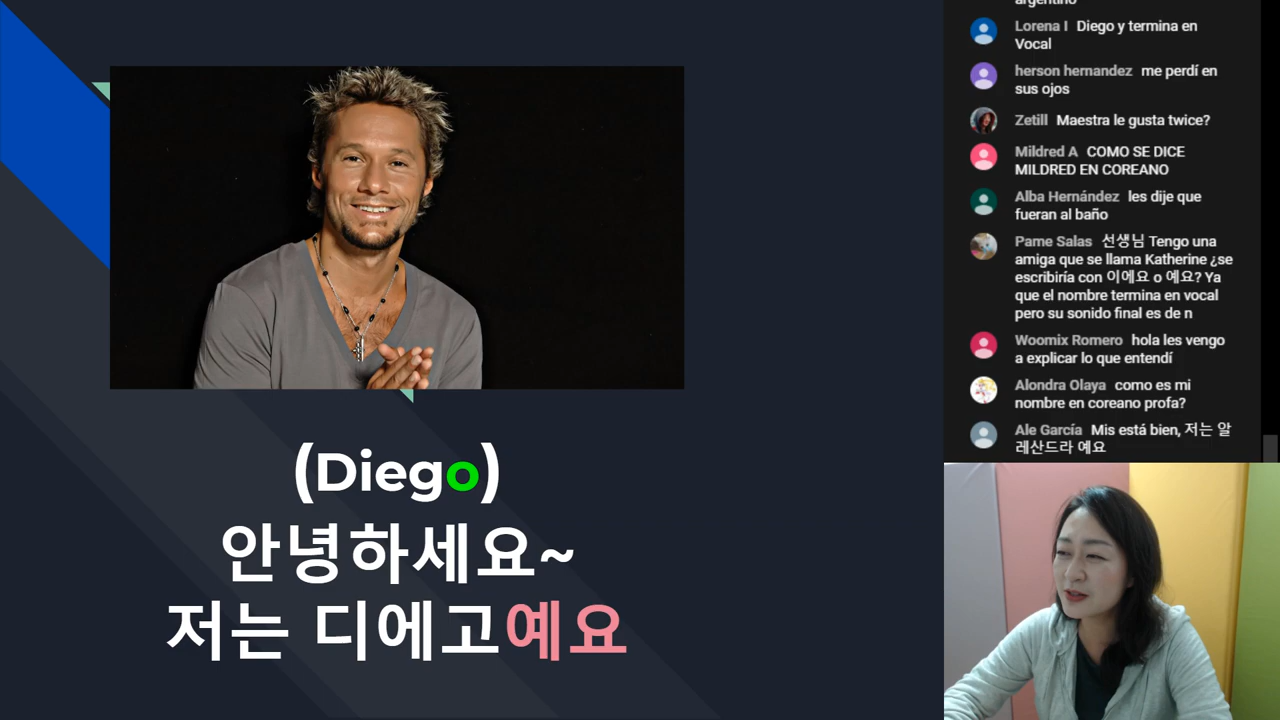 (Diego)
안녕하세요~
저는 디에고예요
argentino
Lorena I Diego y termina en
Vocal
herson hernandez me perdí en
sus ojos
Zetill Maestra le gusta twice?
Mildred A COMO SE DICE
MILDRED EN COREANO
Alba Hernández les dije que
fueran al baño
Pame Salas 선생님 Tengo una
amiga que se llama Katherine ¿se
escribiría con 이에요 o 예요? Ya
que el nombre termina en vocal
pero su sonido final es de n
Woomix Romero hola les vengo
a explicar lo que entendí
Alondra Olaya como es mi
nombre en coreano profa?
Ale García Mis está bien, 저는 알
레산드라 예요